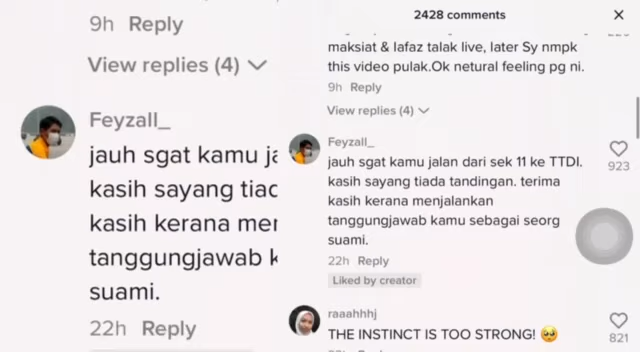 9h Reply
View replies (4)
Feyzall_
jauh sgat kamu ja
kasih sayang tiada
kasih kerana me
tanggungjawab k
suami.
22h Reply
2428 comments
maksiat & lafaz talak live, later Sy nmpk
this video pulak.Ok netural feeling pg ni.
9h Reply
View replies (4)
Feyzall_
jauh sgat kamu jalan dari sek 11 ke TTDI.
kasih sayang tiada tandingan. terima
kasih kerana menjalankan
tanggungjawab kamu sebagai seorg
suami.
923
22h Reply
Liked by creator
raaahhhj
THE INSTINCT IS TOO STRONG! 🥺
821